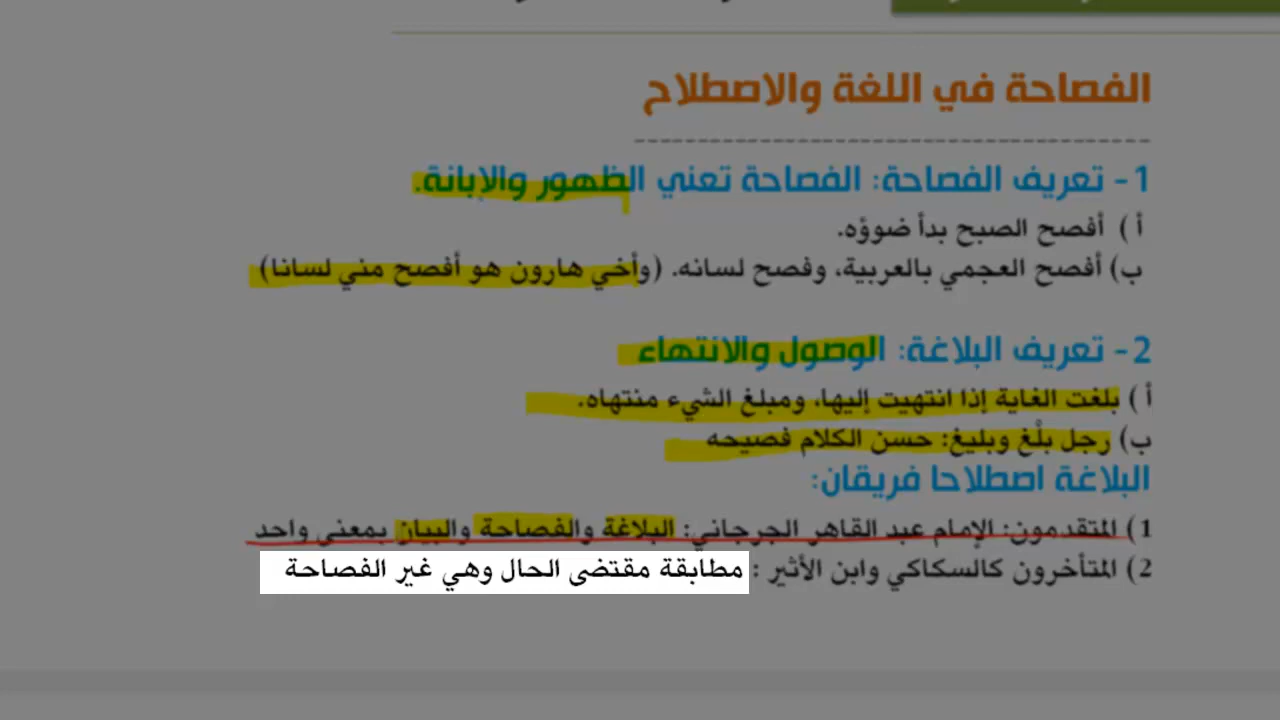 الفصاحة في اللغة والاصطلاح
1- تعريف الفصاحة: الفصاحة تعني الظهور والإبانة.
أ ) أفصح الصبح بدأ ضوؤه.
ب) أفصح العجمي بالعربية، وفصح لسانه. (وأخي هارون هو أفصح مني لسانا)
2- تعريف البلاغة: الوصول والانتهاء
أ ) بلغت الغاية إذا انتهيت إليها، ومبلغ الشيء منتهاه.
ب) رجل بلْغ وبليغ: حسن الكلام فصيحه
البلاغة اصطلاحا فريقان:
1) المتقدمون: الإمام عبد القاهر الجرجاني: البلاغة والفصاحة والبيان بمعنى واحد
2) المتأخرون كالسكاكي وابن الأثير : مطابقة مقتضى الحال وهي غير الفصاحة